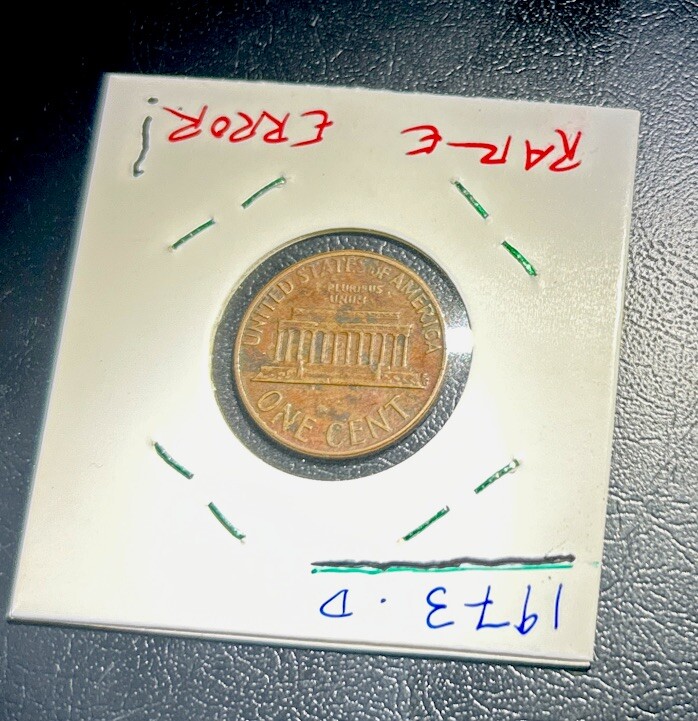 RARE ERROR!
UNITED STATES OF AMERICA
E PLURIBUS
UNUM
ONE CENT
1973 · D